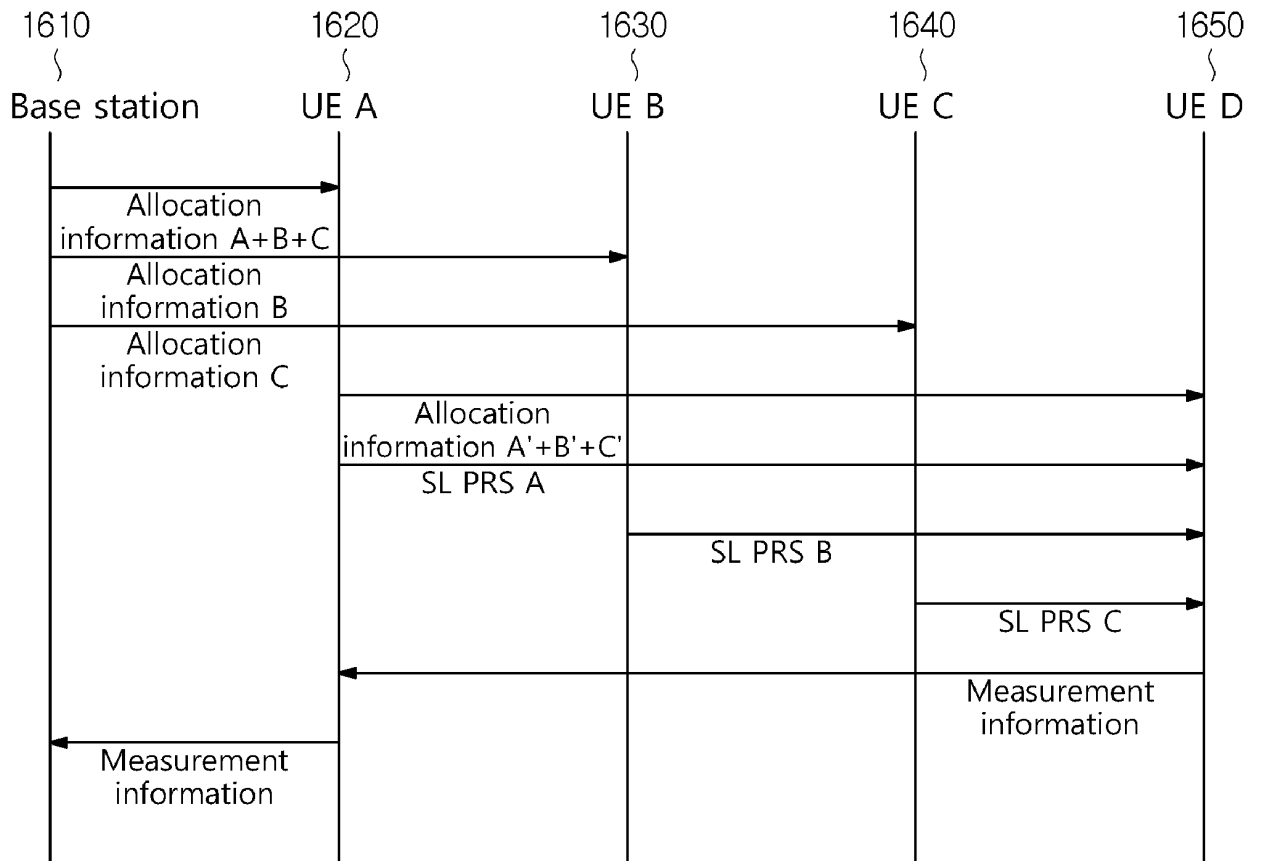 1610 1620 1630 1640 1650
Base station UE A UE B UE C UE D
Allocation
information A+B+C
Allocation
information B
Allocation
information C
Allocation
information A'+B'+C'
SL PRS A
SL PRS B
SL PRS C
Measurement
information
Measurement
information